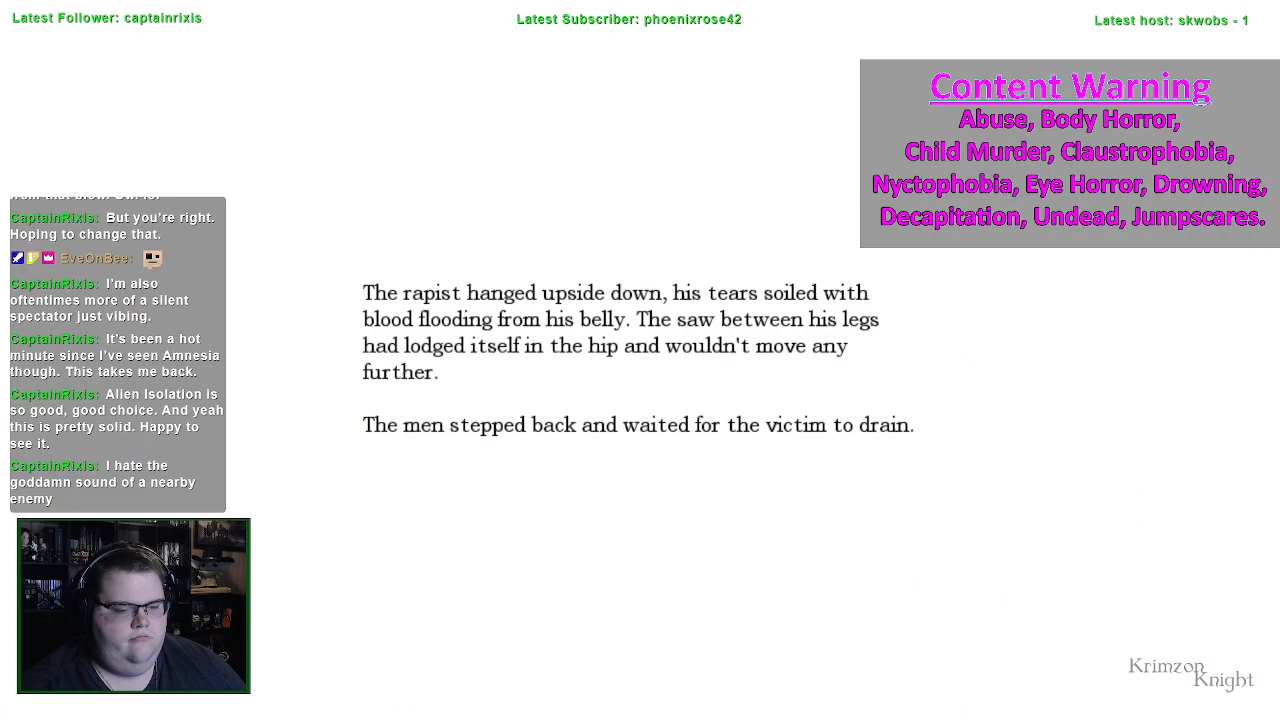 Latest Follower: captainrixis
Latest Subscriber: phoenixrose42
Latest host: skwobs - 1
Content Warning
Abuse, Body Horror,
Child Murder, Claustrophobia,
Nyctophobia, Eye Horror, Drowning,
Decapitation, Undead, Jumpscares.
CaptainRixis: But you're right.
Hoping to change that.
EveOnBee:
CaptainRixis: I'm also
oftentimes more of a silent
spectator just vibing.
CaptainRixis: It's been a hot
minute since I've seen Amnesia
though. This takes me back.
CaptainRixis: Alien Isolation is
so good, good choice. And yeah
this is pretty solid. Happy to
see it.
CaptainRixis: I hate the
goddamn sound of a nearby
enemy
The rapist hanged upside down, his tears soiled with
blood flooding from his belly. The saw between his legs
had lodged itself in the hip and wouldn't move any
further.
The men stepped back and waited for the victim to drain.
Krimzon
Knight